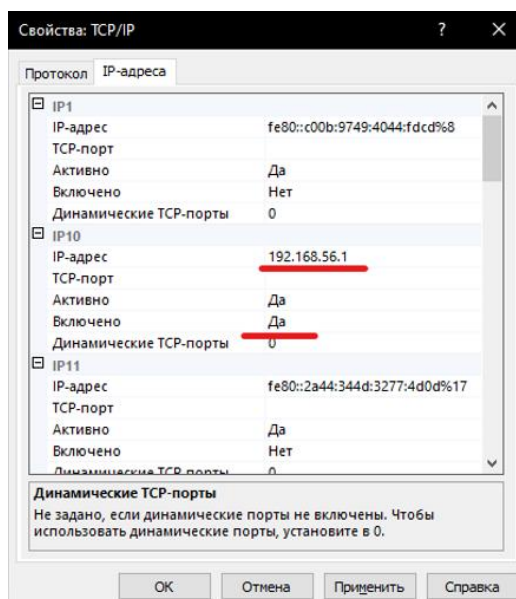 Свойства: TCP/IP ? ×
Протокол IP-адреса
IP1
IP-адрес fe80::c00b:9749:4044:fdcd%8
TCP-порт
Активно Да
Включено Нет
Динамические TCP-порты 0
IP10
IP-адрес 192.168.56.1
TCP-порт
Активно Да
Включено Да
Динамические TCP-порты 0
IP11
IP-адрес fe80::2a44:344d:3277:4d0d%17
TCP-порт
Активно Да
Включено Нет
Динамические TCP-порты 0
Динамические TCP-порты
Не задано, если динамические порты не включены. Чтобы
использовать динамические порты, установите в 0.
ОК Отмена Применить Справка